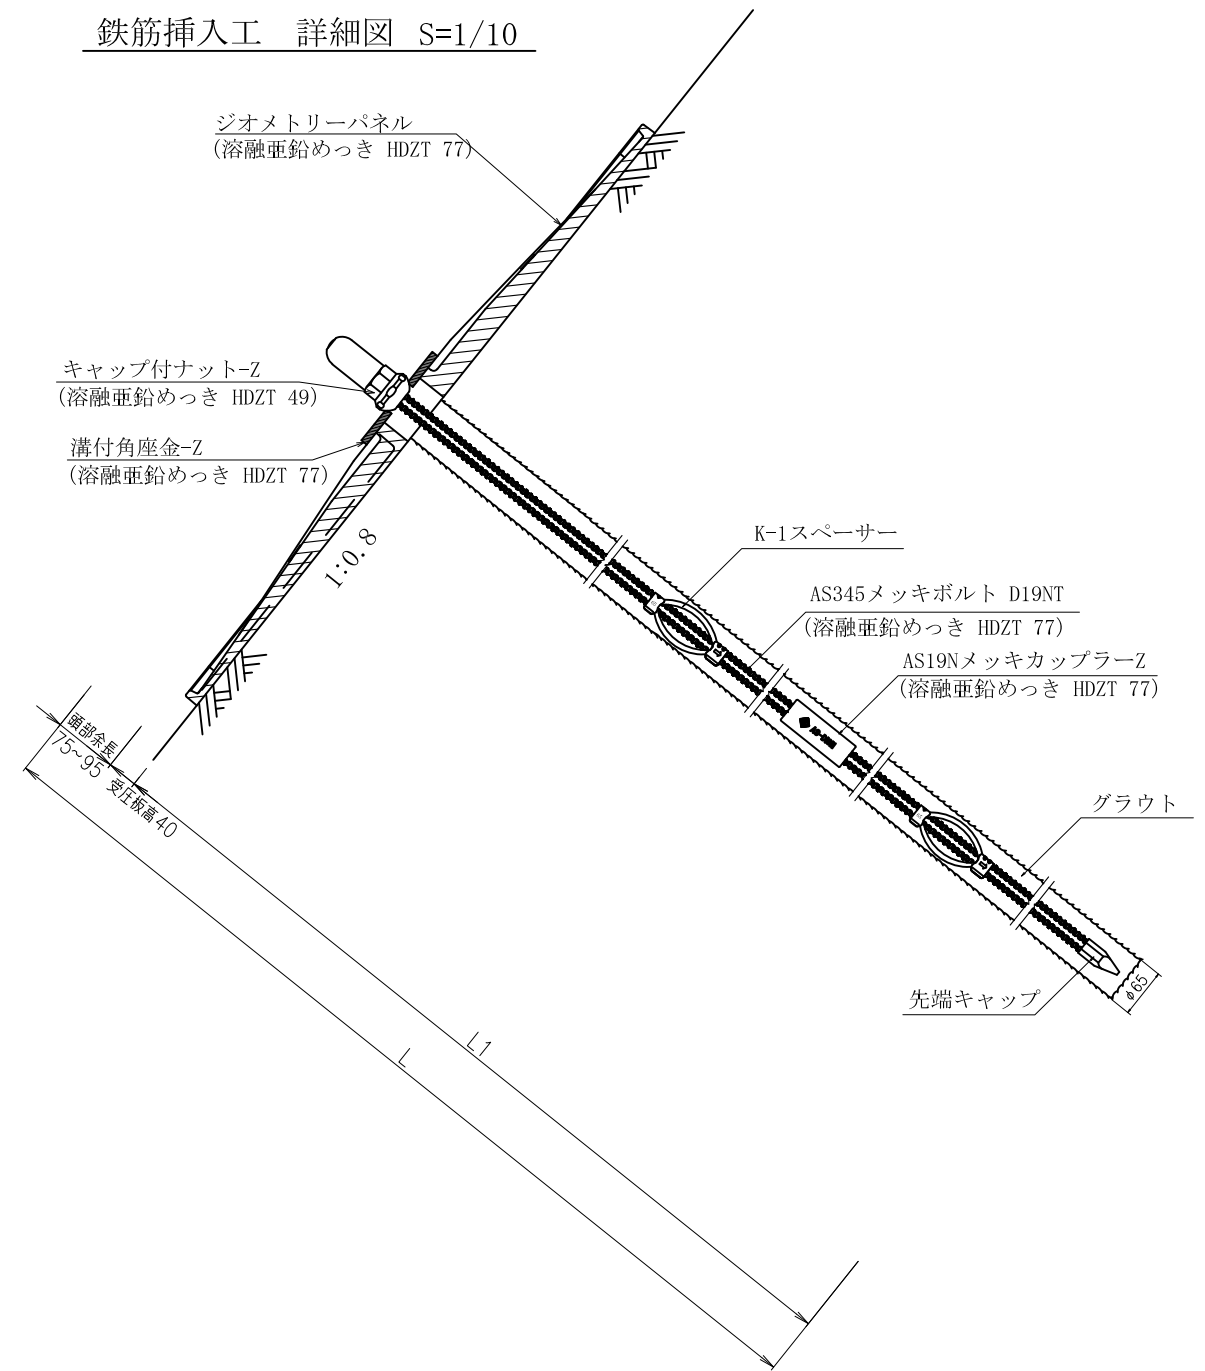 鉄筋挿入工　詳細図 S=1/10
ジオメトリーパネル
(溶融亜鉛めっき HDZT 77)
キャップ付ナット-Z
(溶融亜鉛めっき HDZT 49)
溝付角座金-Z
(溶融亜鉛めっき HDZT 77)
1:0.8
K-1スペーサー
AS345メッキボルト D19NT
(溶融亜鉛めっき HDZT 77)
AS19NメッキカップラーZ
(溶融亜鉛めっき HDZT 77)
グラウト
先端キャップ
φ65
頭部余長
75~95
受圧板高40
L1
L